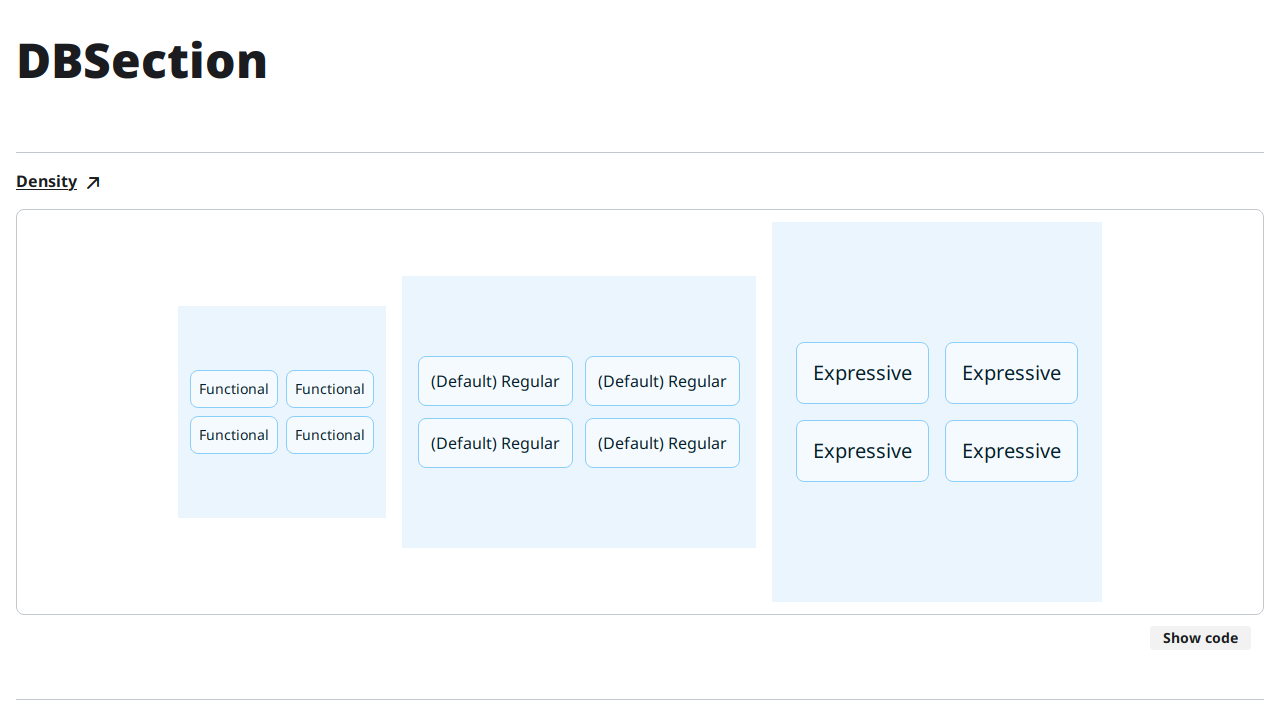 DBSection
Density
Functional Functional
Functional Functional
(Default) Regular (Default) Regular
(Default) Regular (Default) Regular
Expressive Expressive
Expressive Expressive
Show code